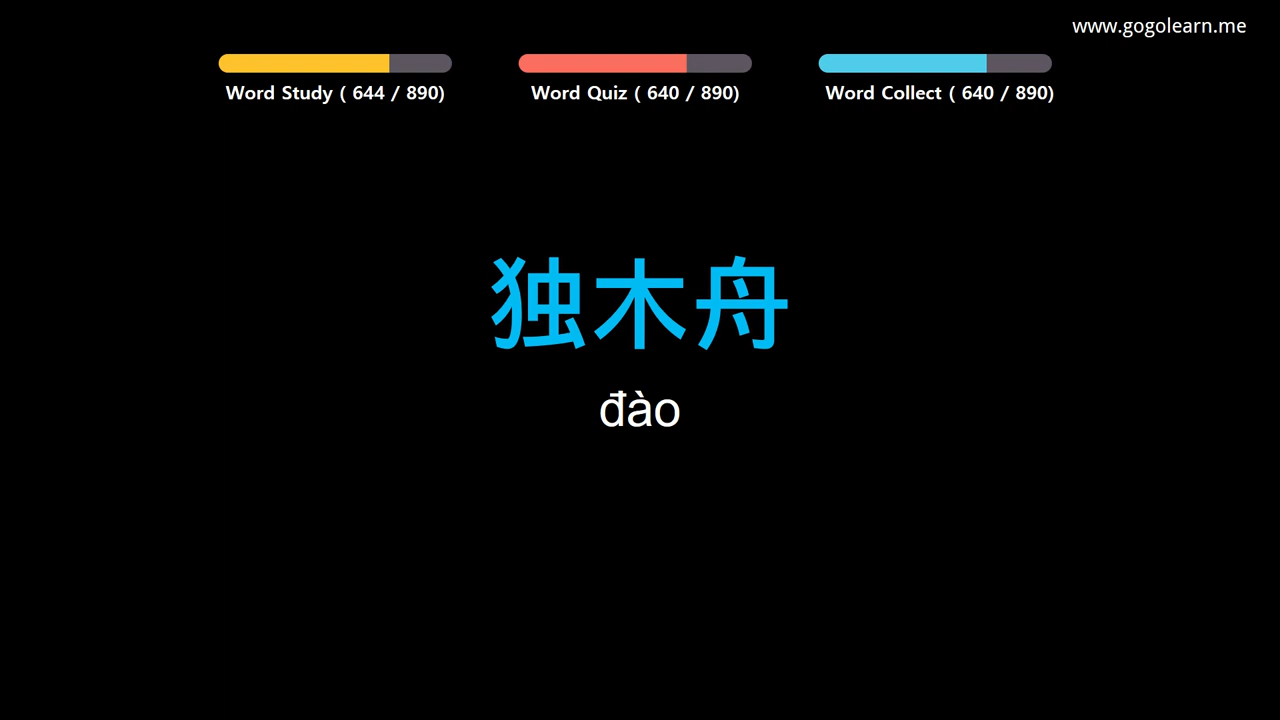 www.gogolearn.me
Word Study ( 644 / 890)
Word Quiz ( 640 / 890)
Word Collect ( 640 / 890)
独木舟
đào